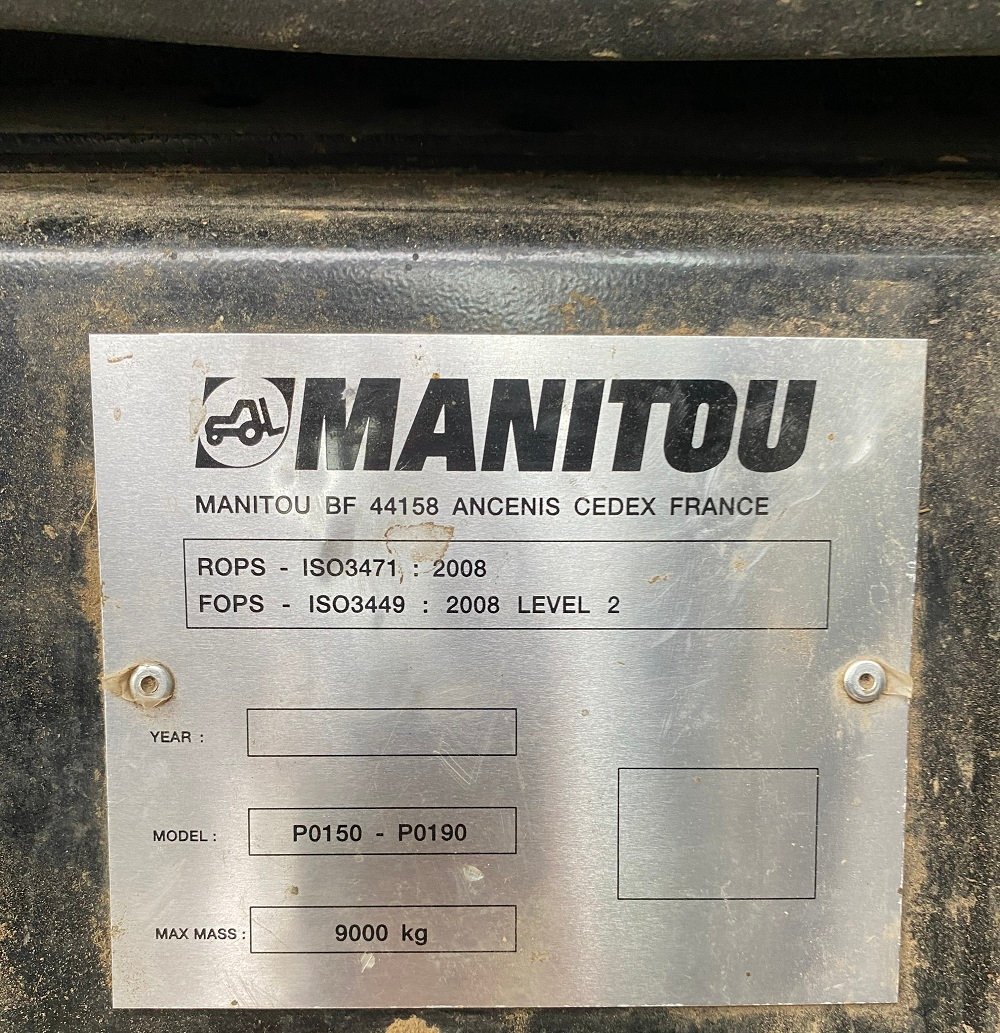 MANITOU
MANITOU BF 44158 ANCENIS CEDEX FRANCE
ROPS - ISO3471 : 2008
FOPS - ISO3449 : 2008 LEVEL 2
YEAR :
MODEL : P0150 - P0190
MAX MASS : 9000 kg